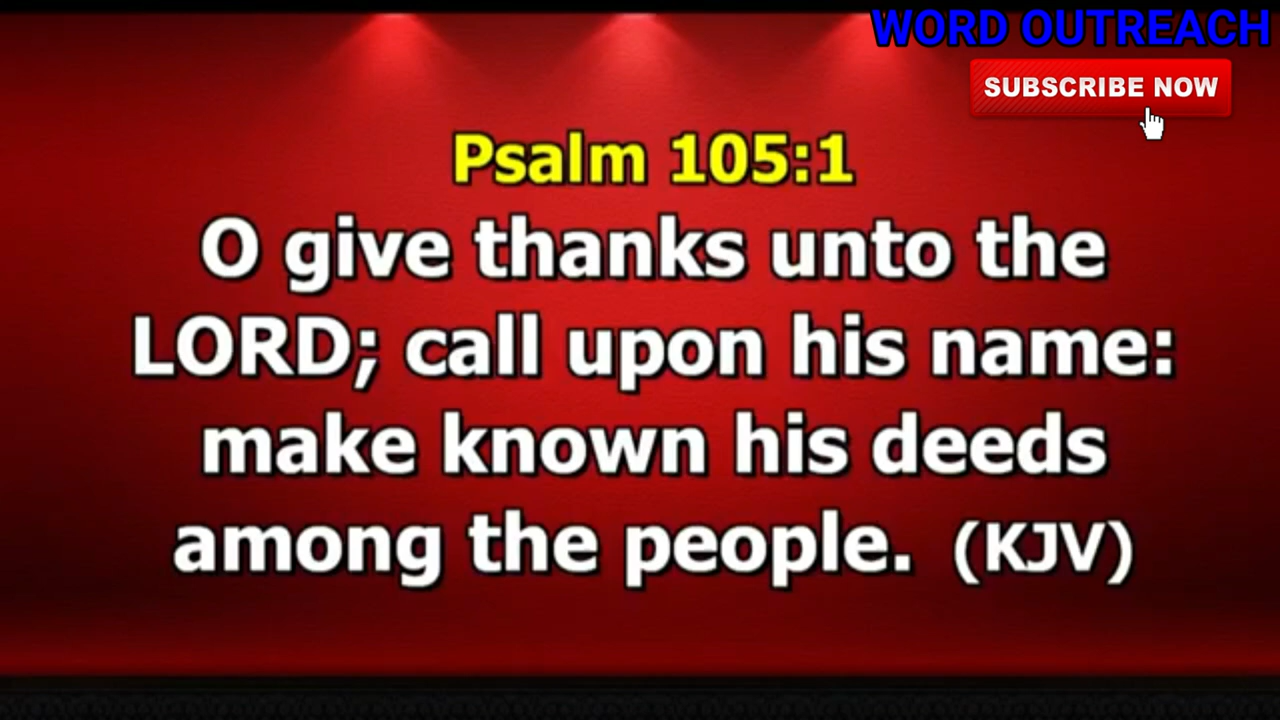 WORD OUTREACH
SUBSCRIBE NOW
Psalm 105:1
O give thanks unto the
LORD; call upon his name:
make known his deeds
among the people. (KJV)